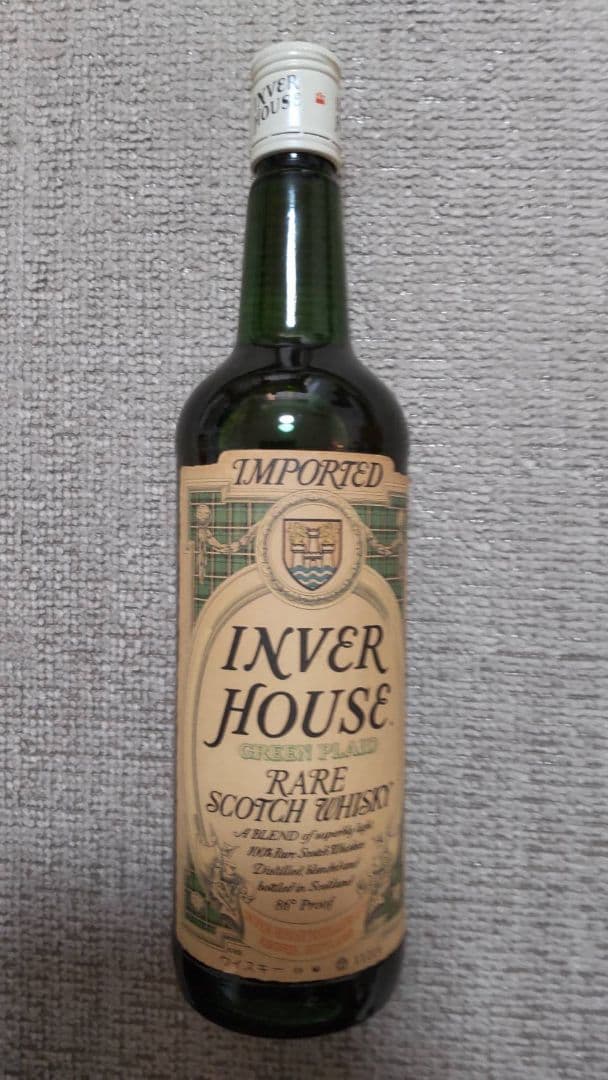 INVER
HOUSE
IMPORTED
INVER
HOUSE
GREEN PLAID
RARE
SCOTCH WHISKY
A BLEND of superbly light
100% Rare Scotch Whiskies
Distilled, blended and
bottled in Scotland
86° Proof
ウイスキー